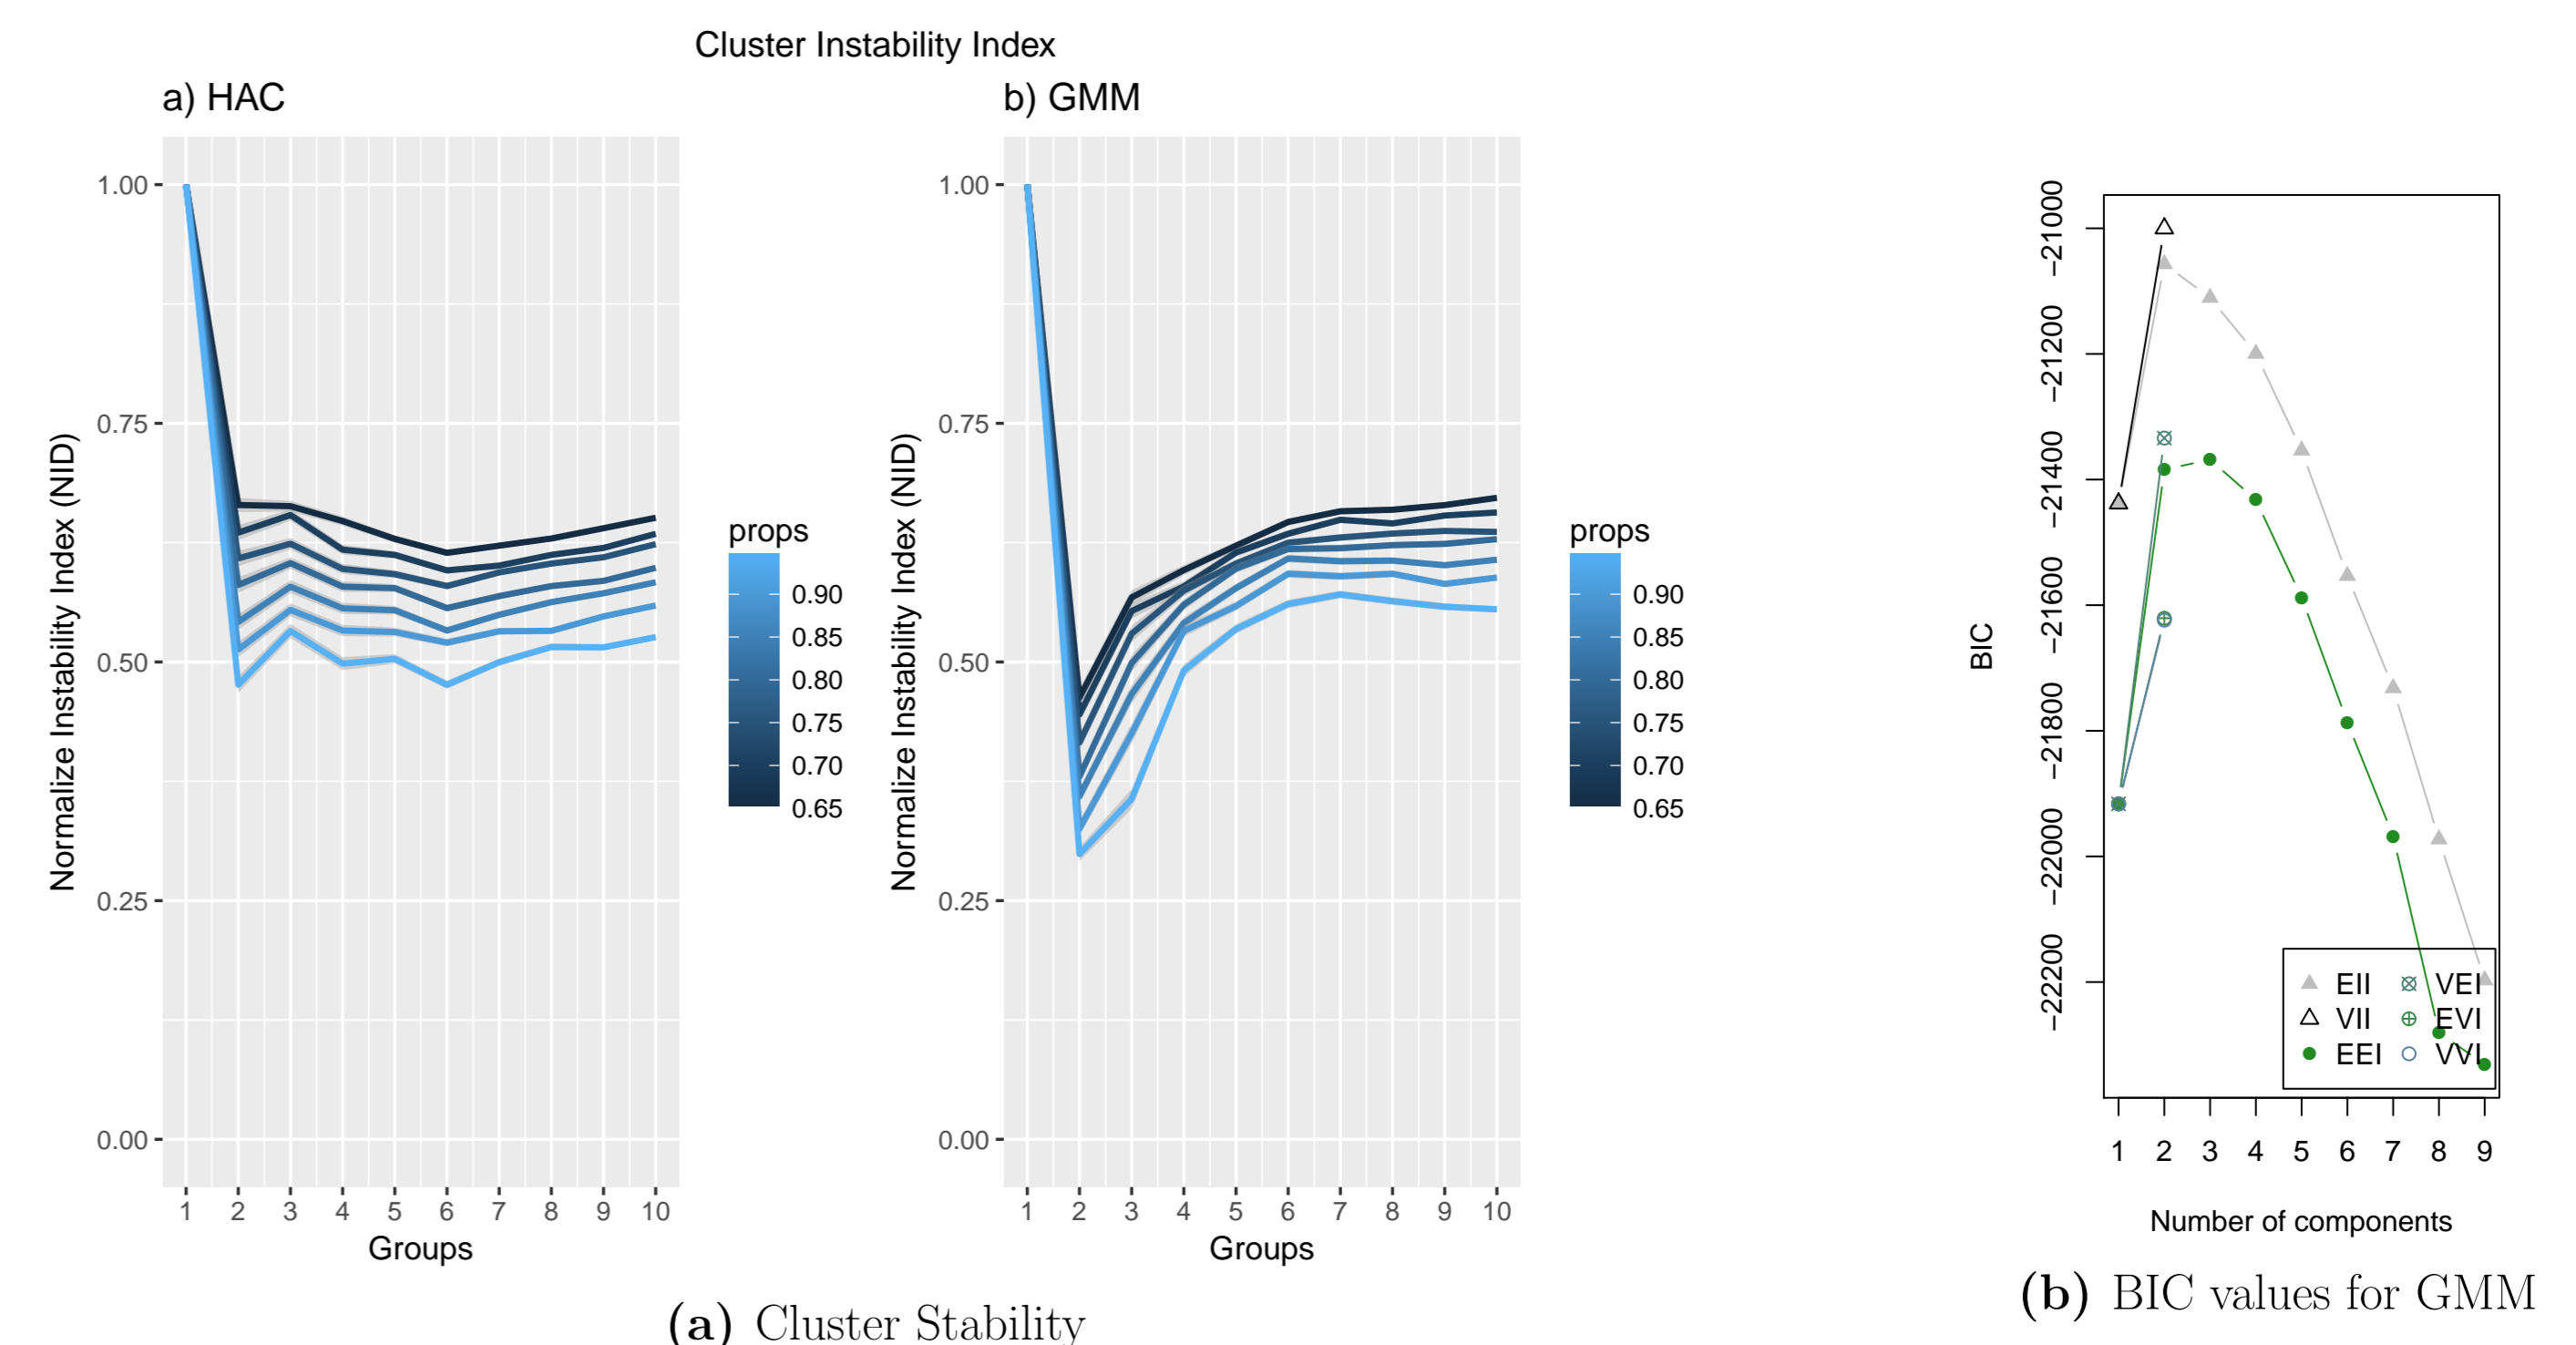 Cluster Instability Index
a) HAC
1.00
0.75
0.50
0.25
0.00
Normalize Instability Index (NID)
1 2 3 4 5 6 7 8 9 10
Groups
props
0.90
0.85
0.80
0.75
0.70
0.65
b) GMM
1.00
0.75
0.50
0.25
0.00
Normalize Instability Index (NID)
1 2 3 4 5 6 7 8 9 10
Groups
props
0.90
0.85
0.80
0.75
0.70
0.65
(a) Cluster Stability
BIC
−21000
−21200
−21400
−21600
−21800
−22000
−22200
EII VEI
VII EVI
EEI VVI
1 2 3 4 5 6 7 8 9
Number of components
(b) BIC values for GMM